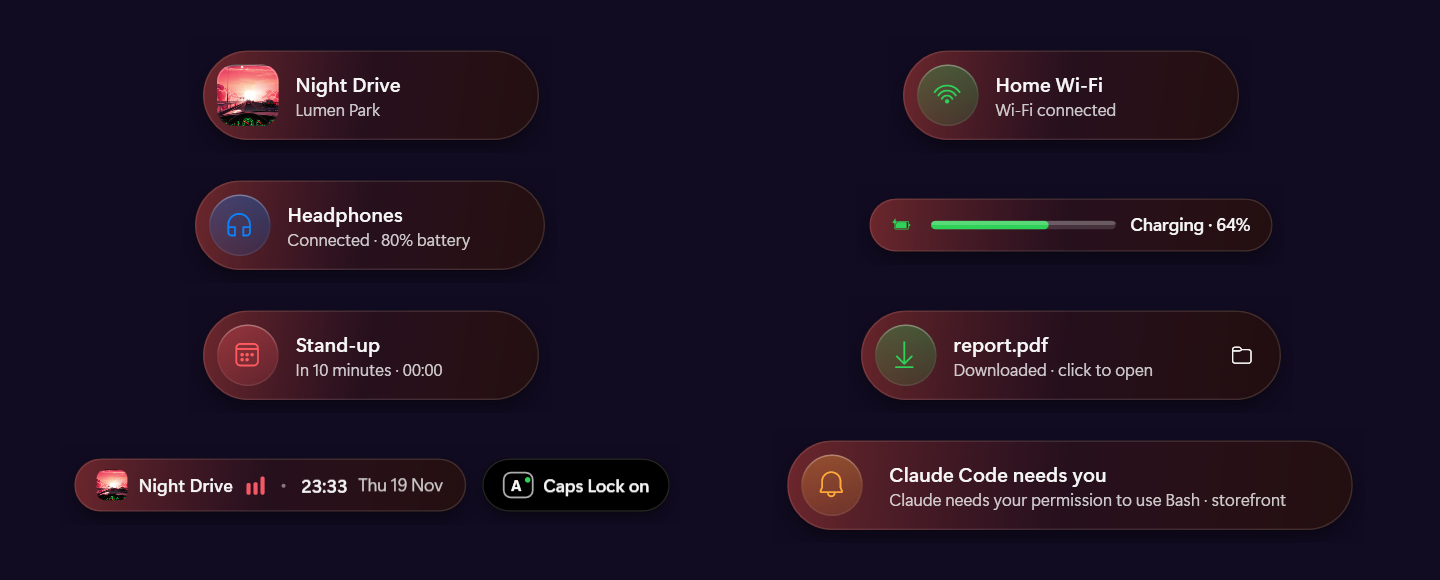 Night Drive
Lumen Park
Headphones
Connected · 80% battery
Stand-up
In 10 minutes · 00:00
Night Drive · 23:33 Thu 19 Nov
A Caps Lock on
Home Wi-Fi
Wi-Fi connected
Charging · 64%
report.pdf
Downloaded · click to open
Claude Code needs you
Claude needs your permission to use Bash · storefront